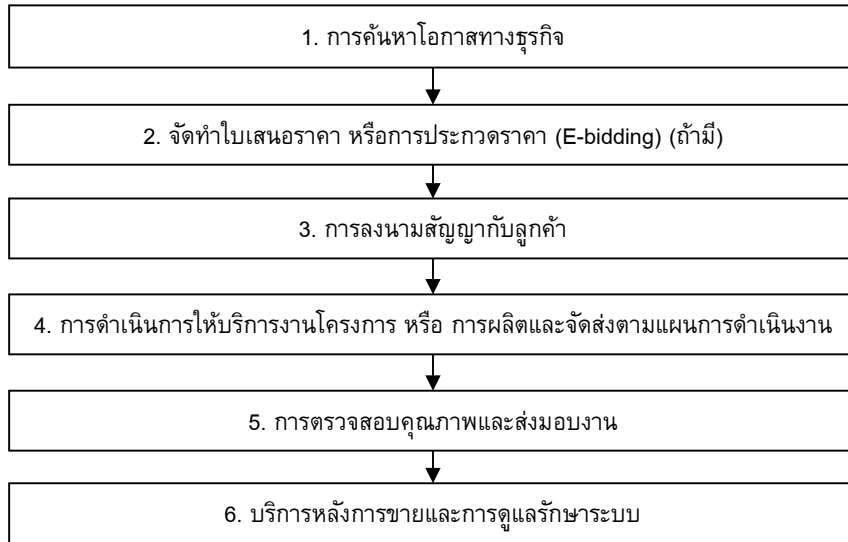 1. การค้นหาโอกาสทางธุรกิจ
2. จัดทำใบเสนอราคา หรือการประกวดราคา (E-bidding) (ถ้ามี)
3. การลงนามสัญญากับลูกค้า
4. การดำเนินการให้บริการงานโครงการ หรือ การผลิตและจัดส่งตามแผนการดำเนินงาน
5. การตรวจสอบคุณภาพและส่งมอบงาน
6. บริการหลังการขายและการดูแลรักษาระบบ